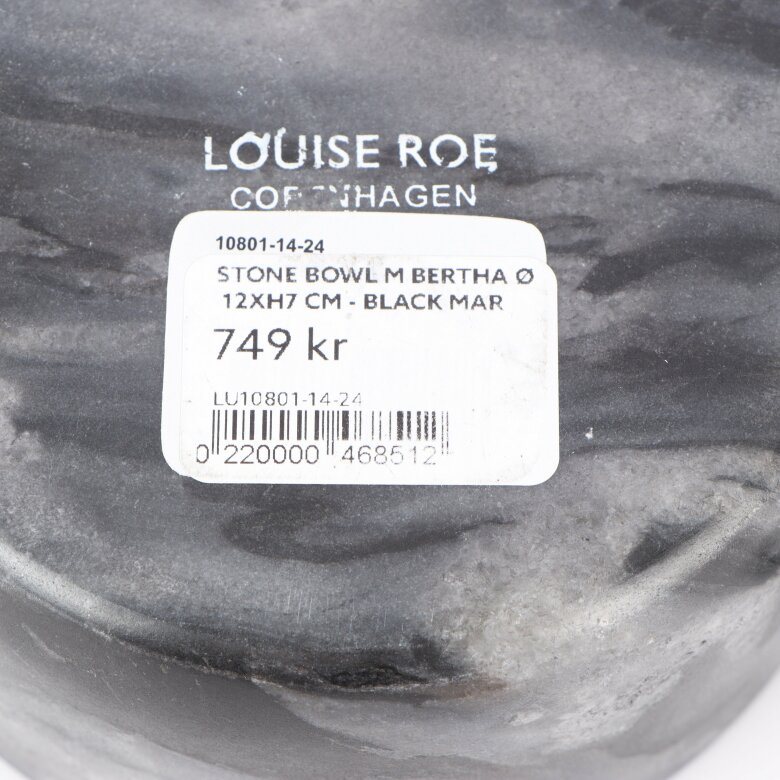 LOUISE ROE
COPENHAGEN
10801-14-24
STONE BOWL M BERTHA Ø
12XH7 CM - BLACK MAR
749 kr
LU10801-14-24
0 220000 468512